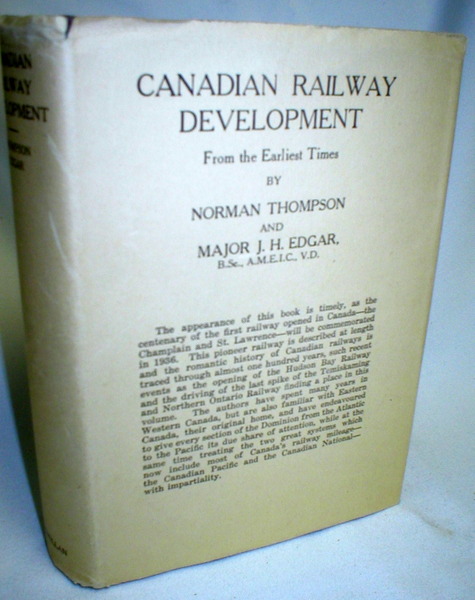 CANADIAN RAILWAY
DEVELOPMENT
From the Earliest Times
BY
NORMAN THOMPSON
AND
MAJOR J. H. EDGAR,
B.Sc., A.M.E.I.C., V.D.
The appearance of this book is timely, as the
centenary of the first railway opened in Canada—the
Champlain and St. Lawrence—will be commemorated
in 1936. This pioneer railway is described at length
and the romantic history of Canadian railways is
traced through almost one hundred years, such recent
events as the opening of the Hudson Bay Railway
and the driving of the last spike of the Temiskaming
and Northern Ontario Railway finding a place in this
volume. The authors have spent many years in
Western Canada, but are also familiar with Eastern
Canada, their original home, and have endeavoured
to give every section of the Dominion from the Atlantic
to the Pacific its due share of attention, while at the
same time treating the two great systems which
now include most of Canada's railway mileage—
the Canadian Pacific and the Canadian National—
with impartiality.